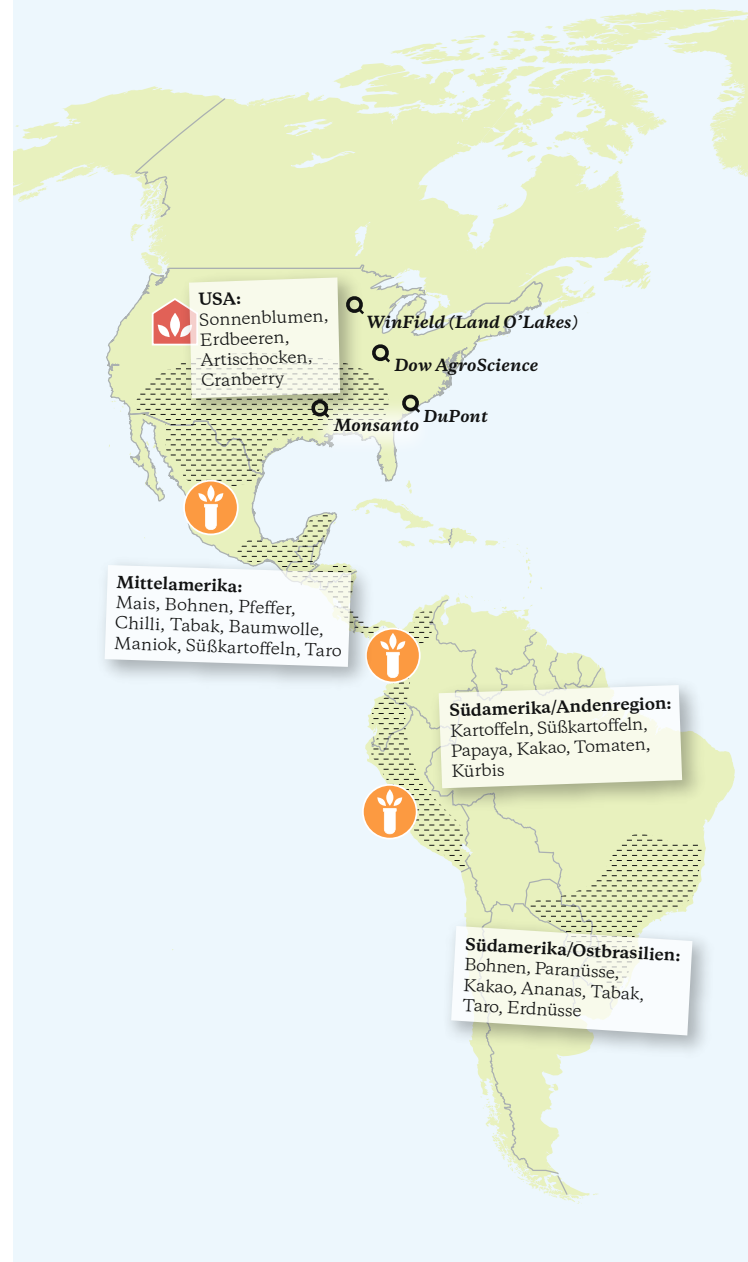 USA:
Sonnenblumen,
Erdbeeren,
Artischocken,
Cranberry
WinField (Land O’Lakes)
Dow AgroScience
DuPont
Monsanto
Mittelamerika:
Mais, Bohnen, Pfeffer,
Chilli, Tabak, Baumwolle,
Maniok, Süßkartoffeln, Taro
Südamerika/Andenregion:
Kartoffeln, Süßkartoffeln,
Papaya, Kakao, Tomaten,
Kürbis
Südamerika/Ostbrasilien:
Bohnen, Paranüsse,
Kakao, Ananas, Tabak,
Taro, Erdnüsse